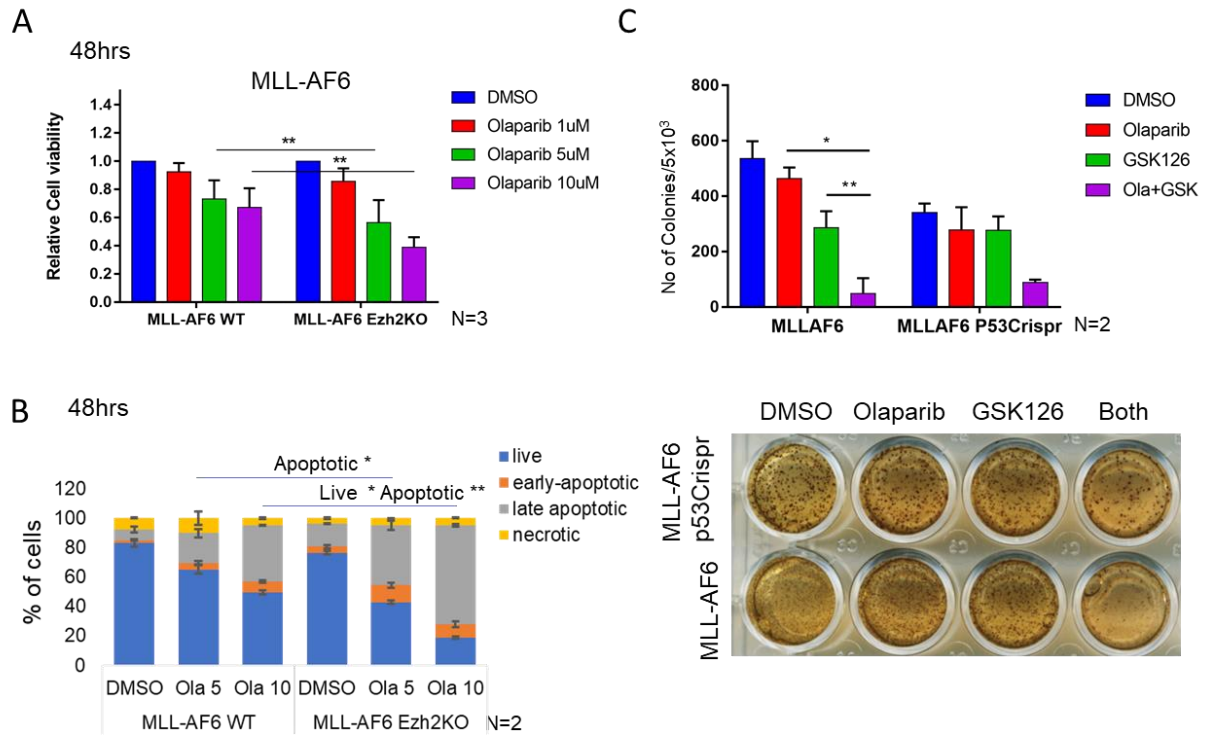 A
48hrs
MLL-AF6
Relative Cell viability
1.4
1.2
1.0
0.8
0.6
0.4
0.2
0.0
**
**
MLL-AF6 WT
MLL-AF6 Ezh2KO
N=3
DMSO
Olaparib 1uM
Olaparib 5uM
Olaparib 10uM
B
48hrs
Apoptotic *
Live * Apoptotic **
% of cells
120
100
80
60
40
20
0
DMSO Ola 5 Ola 10 DMSO Ola 5 Ola 10
MLL-AF6 WT MLL-AF6 Ezh2KO
N=2
live
early-apoptotic
late apoptotic
necrotic
C
No of Colonies/5x10³
800
600
400
200
0
*
**
MLLAF6
MLLAF6 P53Crispr
N=2
DMSO
Olaparib
GSK126
Ola+GSK
DMSO Olaparib GSK126 Both
MLL-AF6
p53Crispr
MLL-AF6